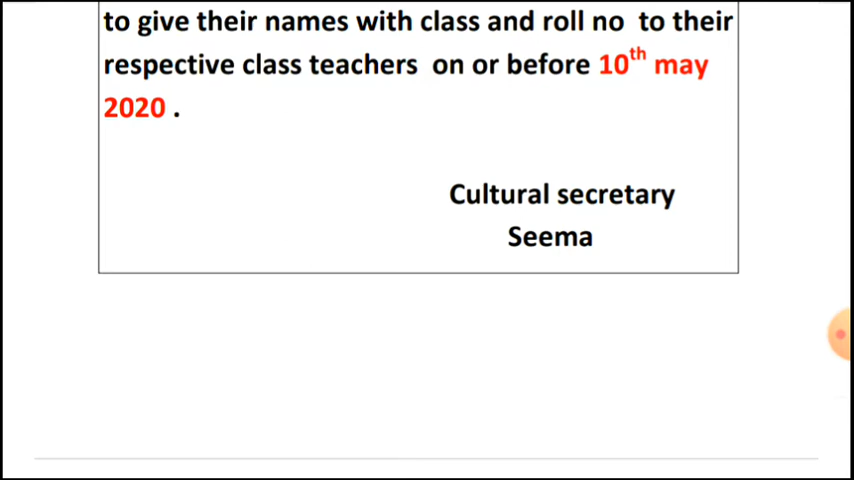 to give their names with class and roll no to their
respective class teachers on or before 10th may
2020 .
Cultural secretary
Seema